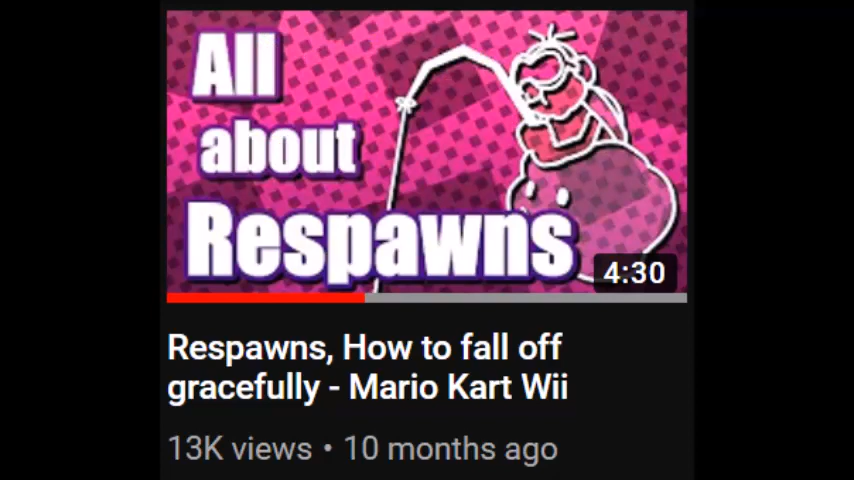 All
about
Respawns
4:30
Respawns, How to fall off
gracefully - Mario Kart Wii
13K views • 10 months ago